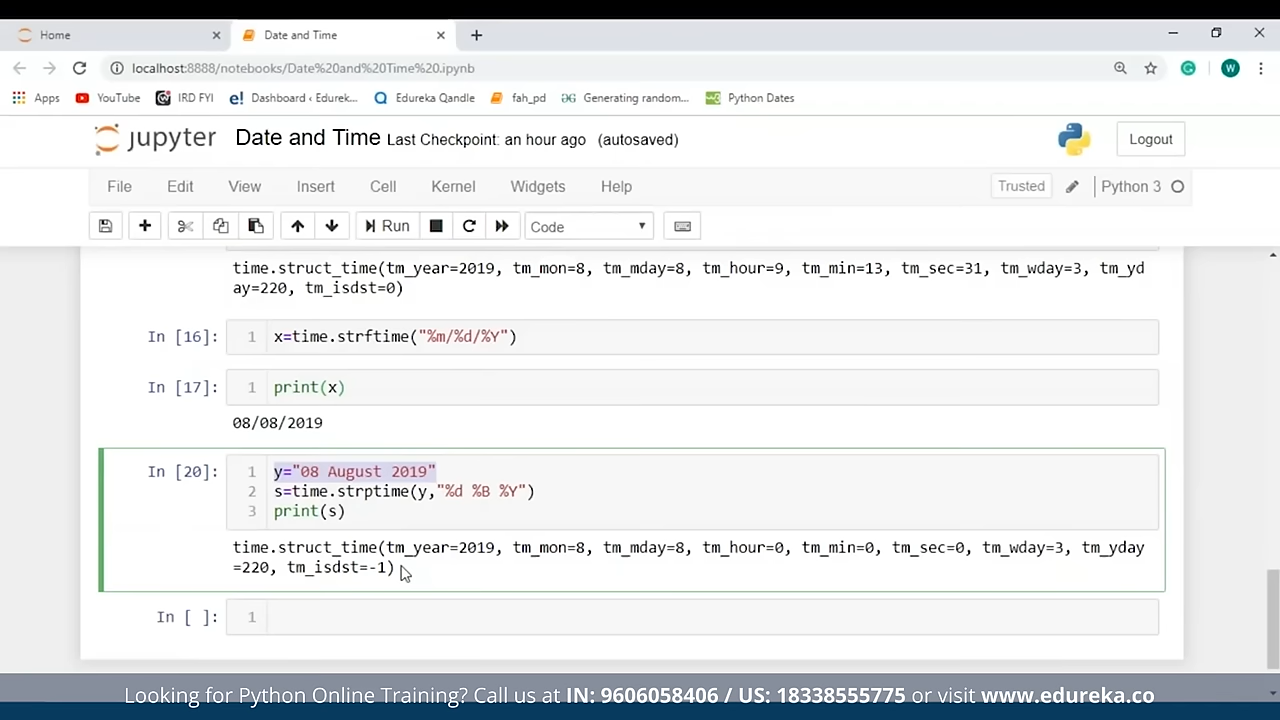 Home
Date and Time
localhost:8888/notebooks/Date%20and%20Time%20.ipynb
W
Apps
YouTube
IRD FYI
Dashboard ‹ Edurek...
Edureka Qandle
fah_pd
Generating random...
Python Dates
jupyter
Date and Time Last Checkpoint: an hour ago (autosaved)
Logout
File Edit View Insert Cell Kernel Widgets Help
Trusted
Python 3
Run
Code
time.struct_time(tm_year=2019, tm_mon=8, tm_mday=8, tm_hour=9, tm_min=13, tm_sec=31, tm_wday=3, tm_yd
ay=220, tm_isdst=0)
In [16]: 1 x=time.strftime("%m/%d/%Y")
In [17]: 1 print(x)
08/08/2019
In [20]: 1 y="08 August 2019"
2 s=time.strptime(y,"%d %B %Y")
3 print(s)
time.struct_time(tm_year=2019, tm_mon=8, tm_mday=8, tm_hour=0, tm_min=0, tm_sec=0, tm_wday=3, tm_yday
=220, tm_isdst=-1)
In [ ]: 1
Looking for Python Online Training? Call us at IN: 9606058406 / US: 18338555775 or visit www.edureka.co